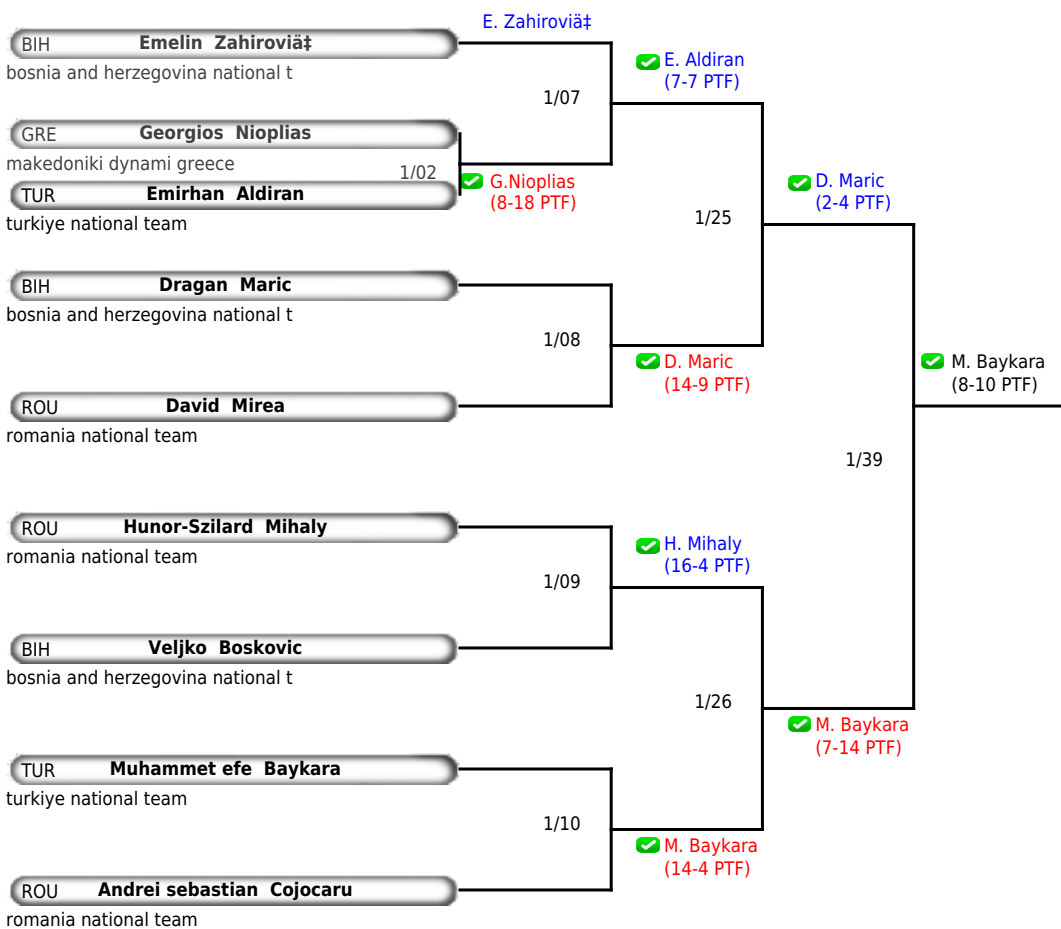 E. Zahiroviä‡
BIH Emelin Zahiroviä‡
bosnia and herzegovina national t
E. Aldiran
(7-7 PTF)
1/07
GRE Georgios Nioplias
makedoniki dynami greece
1/02
TUR Emirhan Aldiran
turkiye national team
G.Nioplias
(8-18 PTF)
D. Maric
(2-4 PTF)
1/25
BIH Dragan Maric
bosnia and herzegovina national t
1/08
D. Maric
(14-9 PTF)
M. Baykara
(8-10 PTF)
ROU David Mirea
romania national team
1/39
ROU Hunor-Szilard Mihaly
romania national team
H. Mihaly
(16-4 PTF)
1/09
BIH Veljko Boskovic
bosnia and herzegovina national t
1/26
M. Baykara
(7-14 PTF)
TUR Muhammet efe Baykara
turkiye national team
1/10
M. Baykara
(14-4 PTF)
ROU Andrei sebastian Cojocaru
romania national team